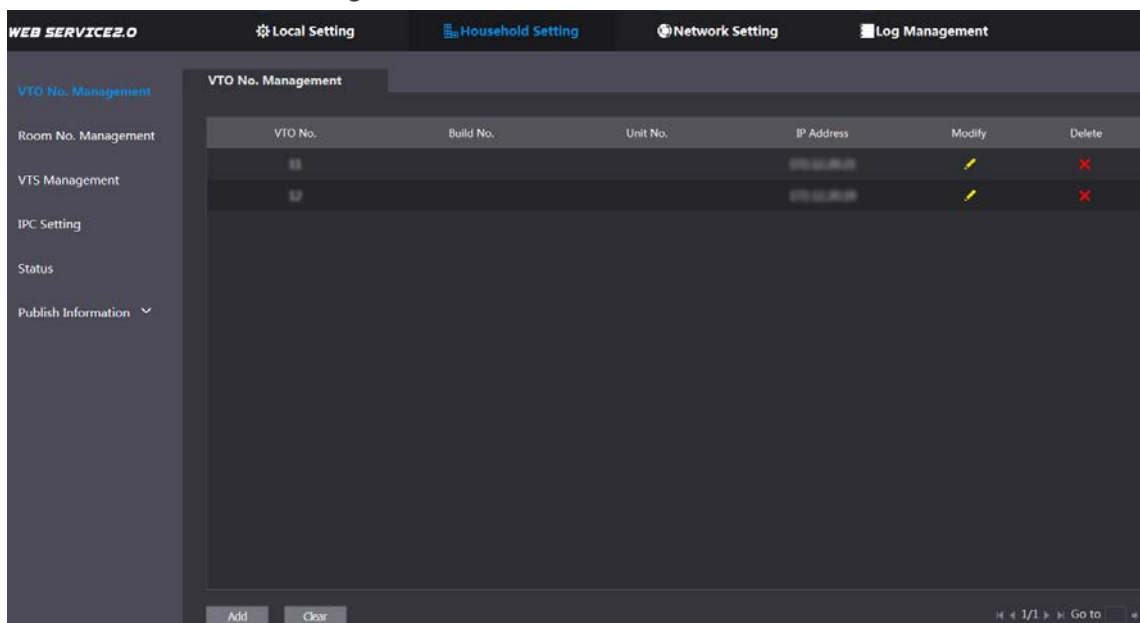 WEB SERVICE2.0 Local Setting Household Setting Network Setting Log Management
VTO No. Management
VTO No. Management
Room No. Management
VTS Management
IPC Setting
Status
Publish Information
VTO No. Build No. Unit No. IP Address Modify Delete
Add Clear 1/1 Go to